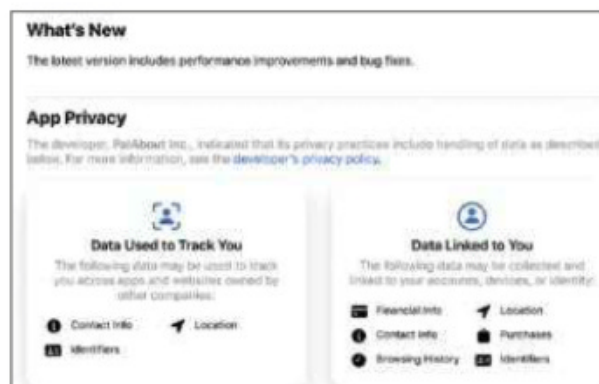 What's New
The latest version includes performance improvements and bug fixes.
App Privacy
The developer, PalAbout Inc., indicated that its privacy practices include handling of data as described
below. For more information, see the developer's privacy policy.
Data Used to Track You
The following data may be used to track
you across apps and websites owned by
other companies:
Contact Info
Location
Identifiers
Data Linked to You
The following data may be collected and
linked to your accounts, devices, or identity:
Financial Info
Location
Contact Info
Purchases
Browsing History
Identifiers